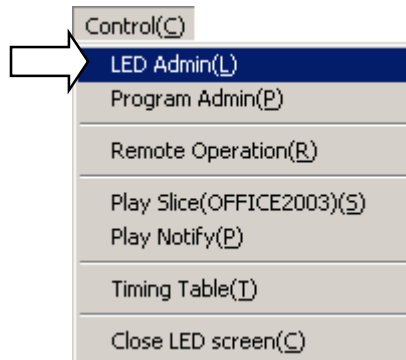 Control(C)
LED Admin(L)
Program Admin(P)
Remote Operation(R)
Play Slice(OFFICE2003)(S)
Play Notify(P)
Timing Table(T)
Close LED screen(C)